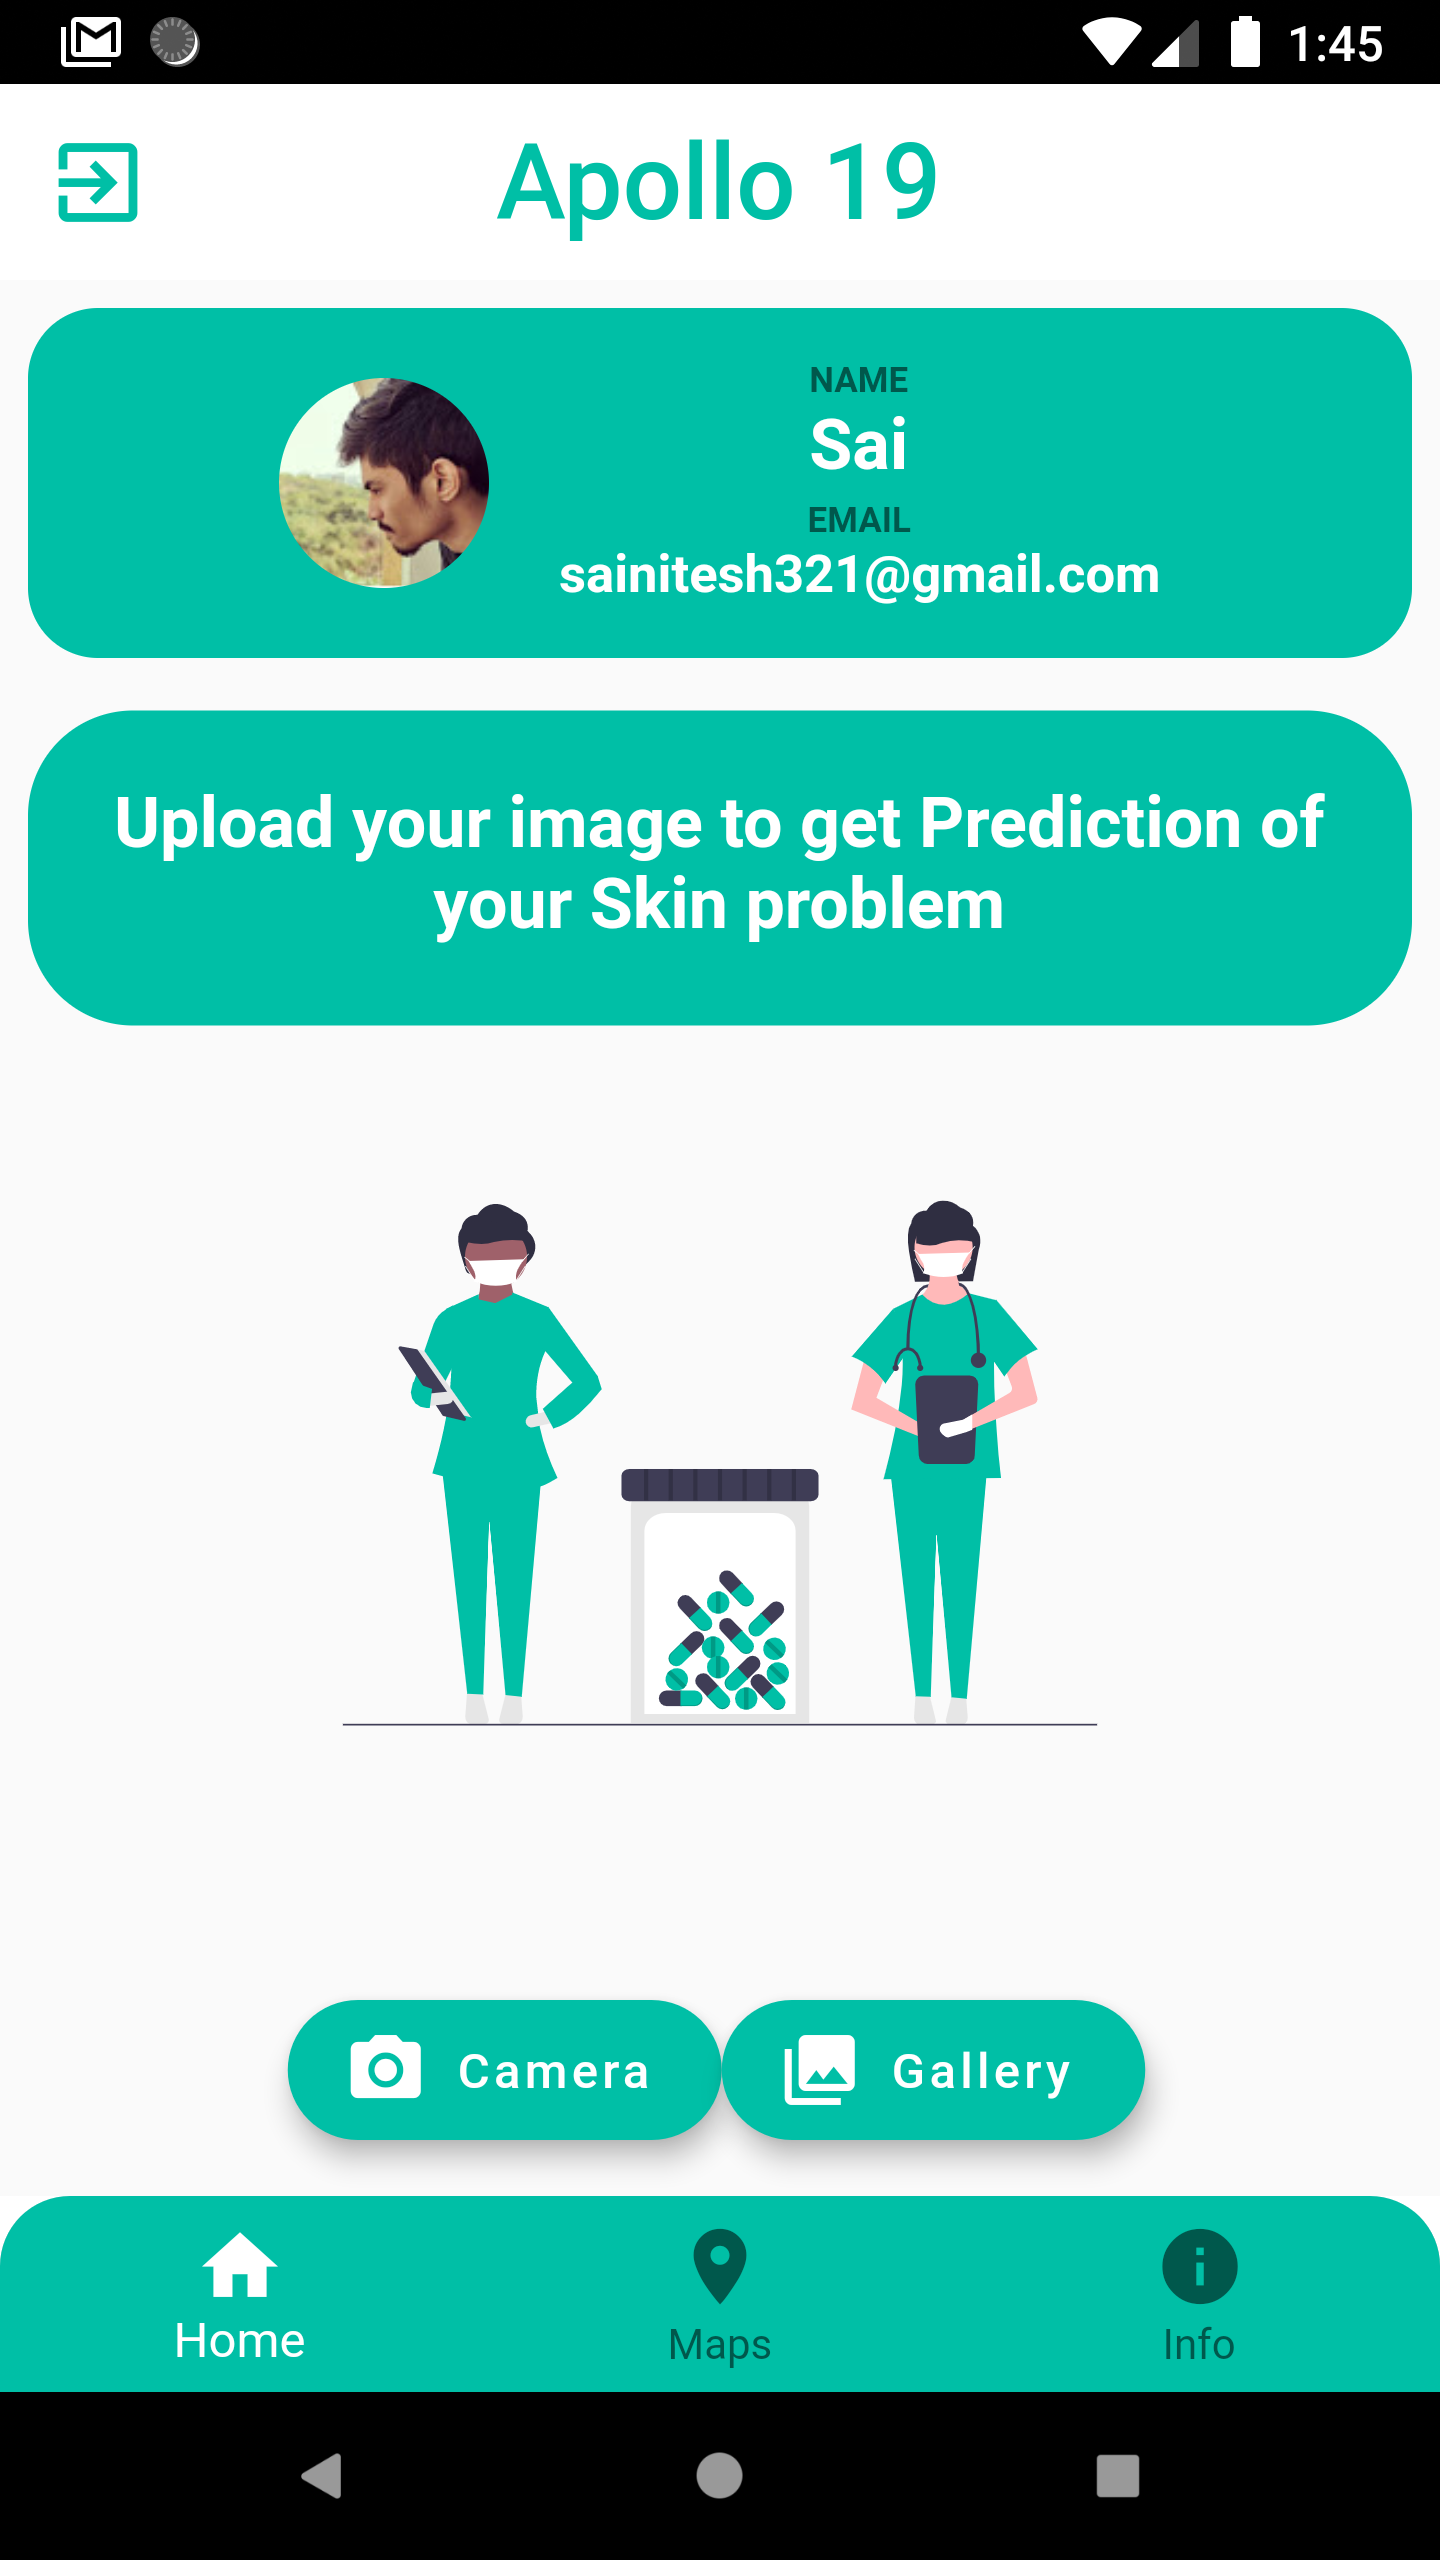 1:45
Apollo 19
NAME
Sai
EMAIL
sainitesh321@gmail.com
Upload your image to get Prediction of
your Skin problem
Camera
Gallery
Home
Maps
Info